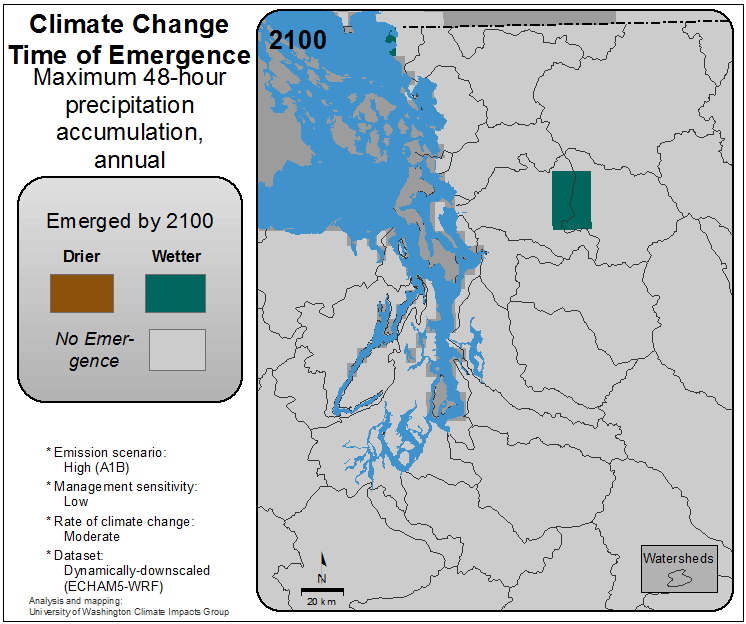 Climate Change
Time of Emergence
Maximum 48-hour
precipitation
accumulation,
annual
Emerged by 2100
Drier
Wetter
No Emer-
gence
* Emission scenario:
High (A1B)
* Management sensitivity:
Low
* Rate of climate change:
Moderate
* Dataset:
Dynamically-downscaled
(ECHAM5-WRF)
Analysis and mapping:
University of Washington Climate Impacts Group
2100
N
20 km
Watersheds